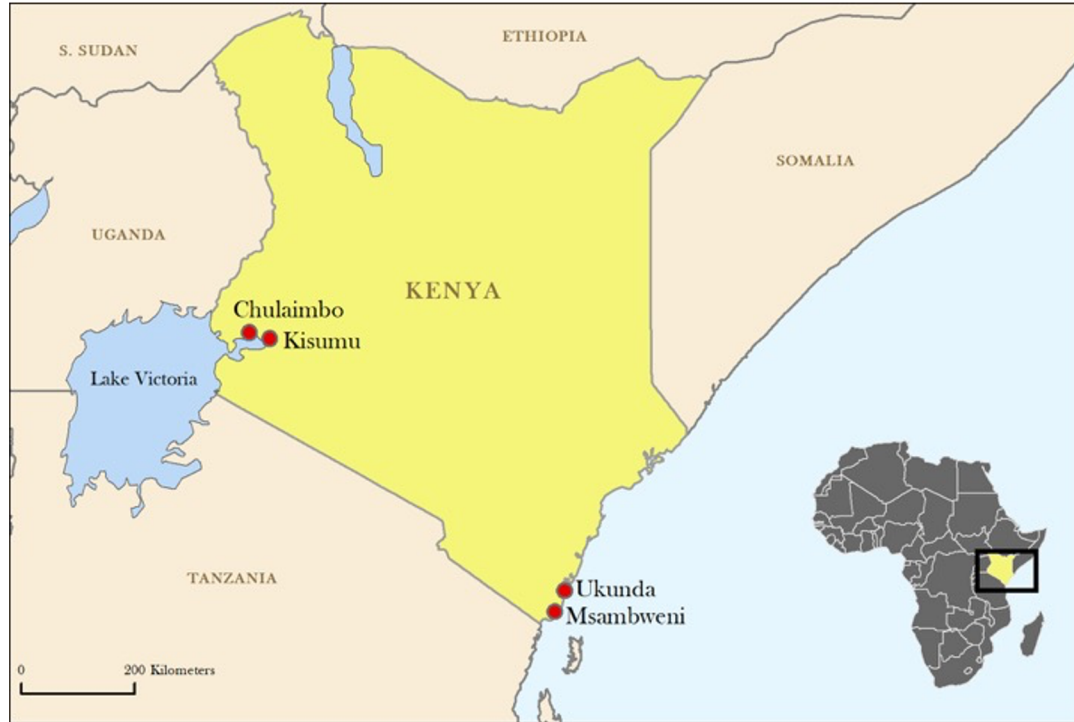 S. SUDAN
ETHIOPIA
SOMALIA
UGANDA
KENYA
Chulaimbo
Kisumu
Lake Victoria
TANZANIA
Ukunda
Msambweni
0 200 Kilometers